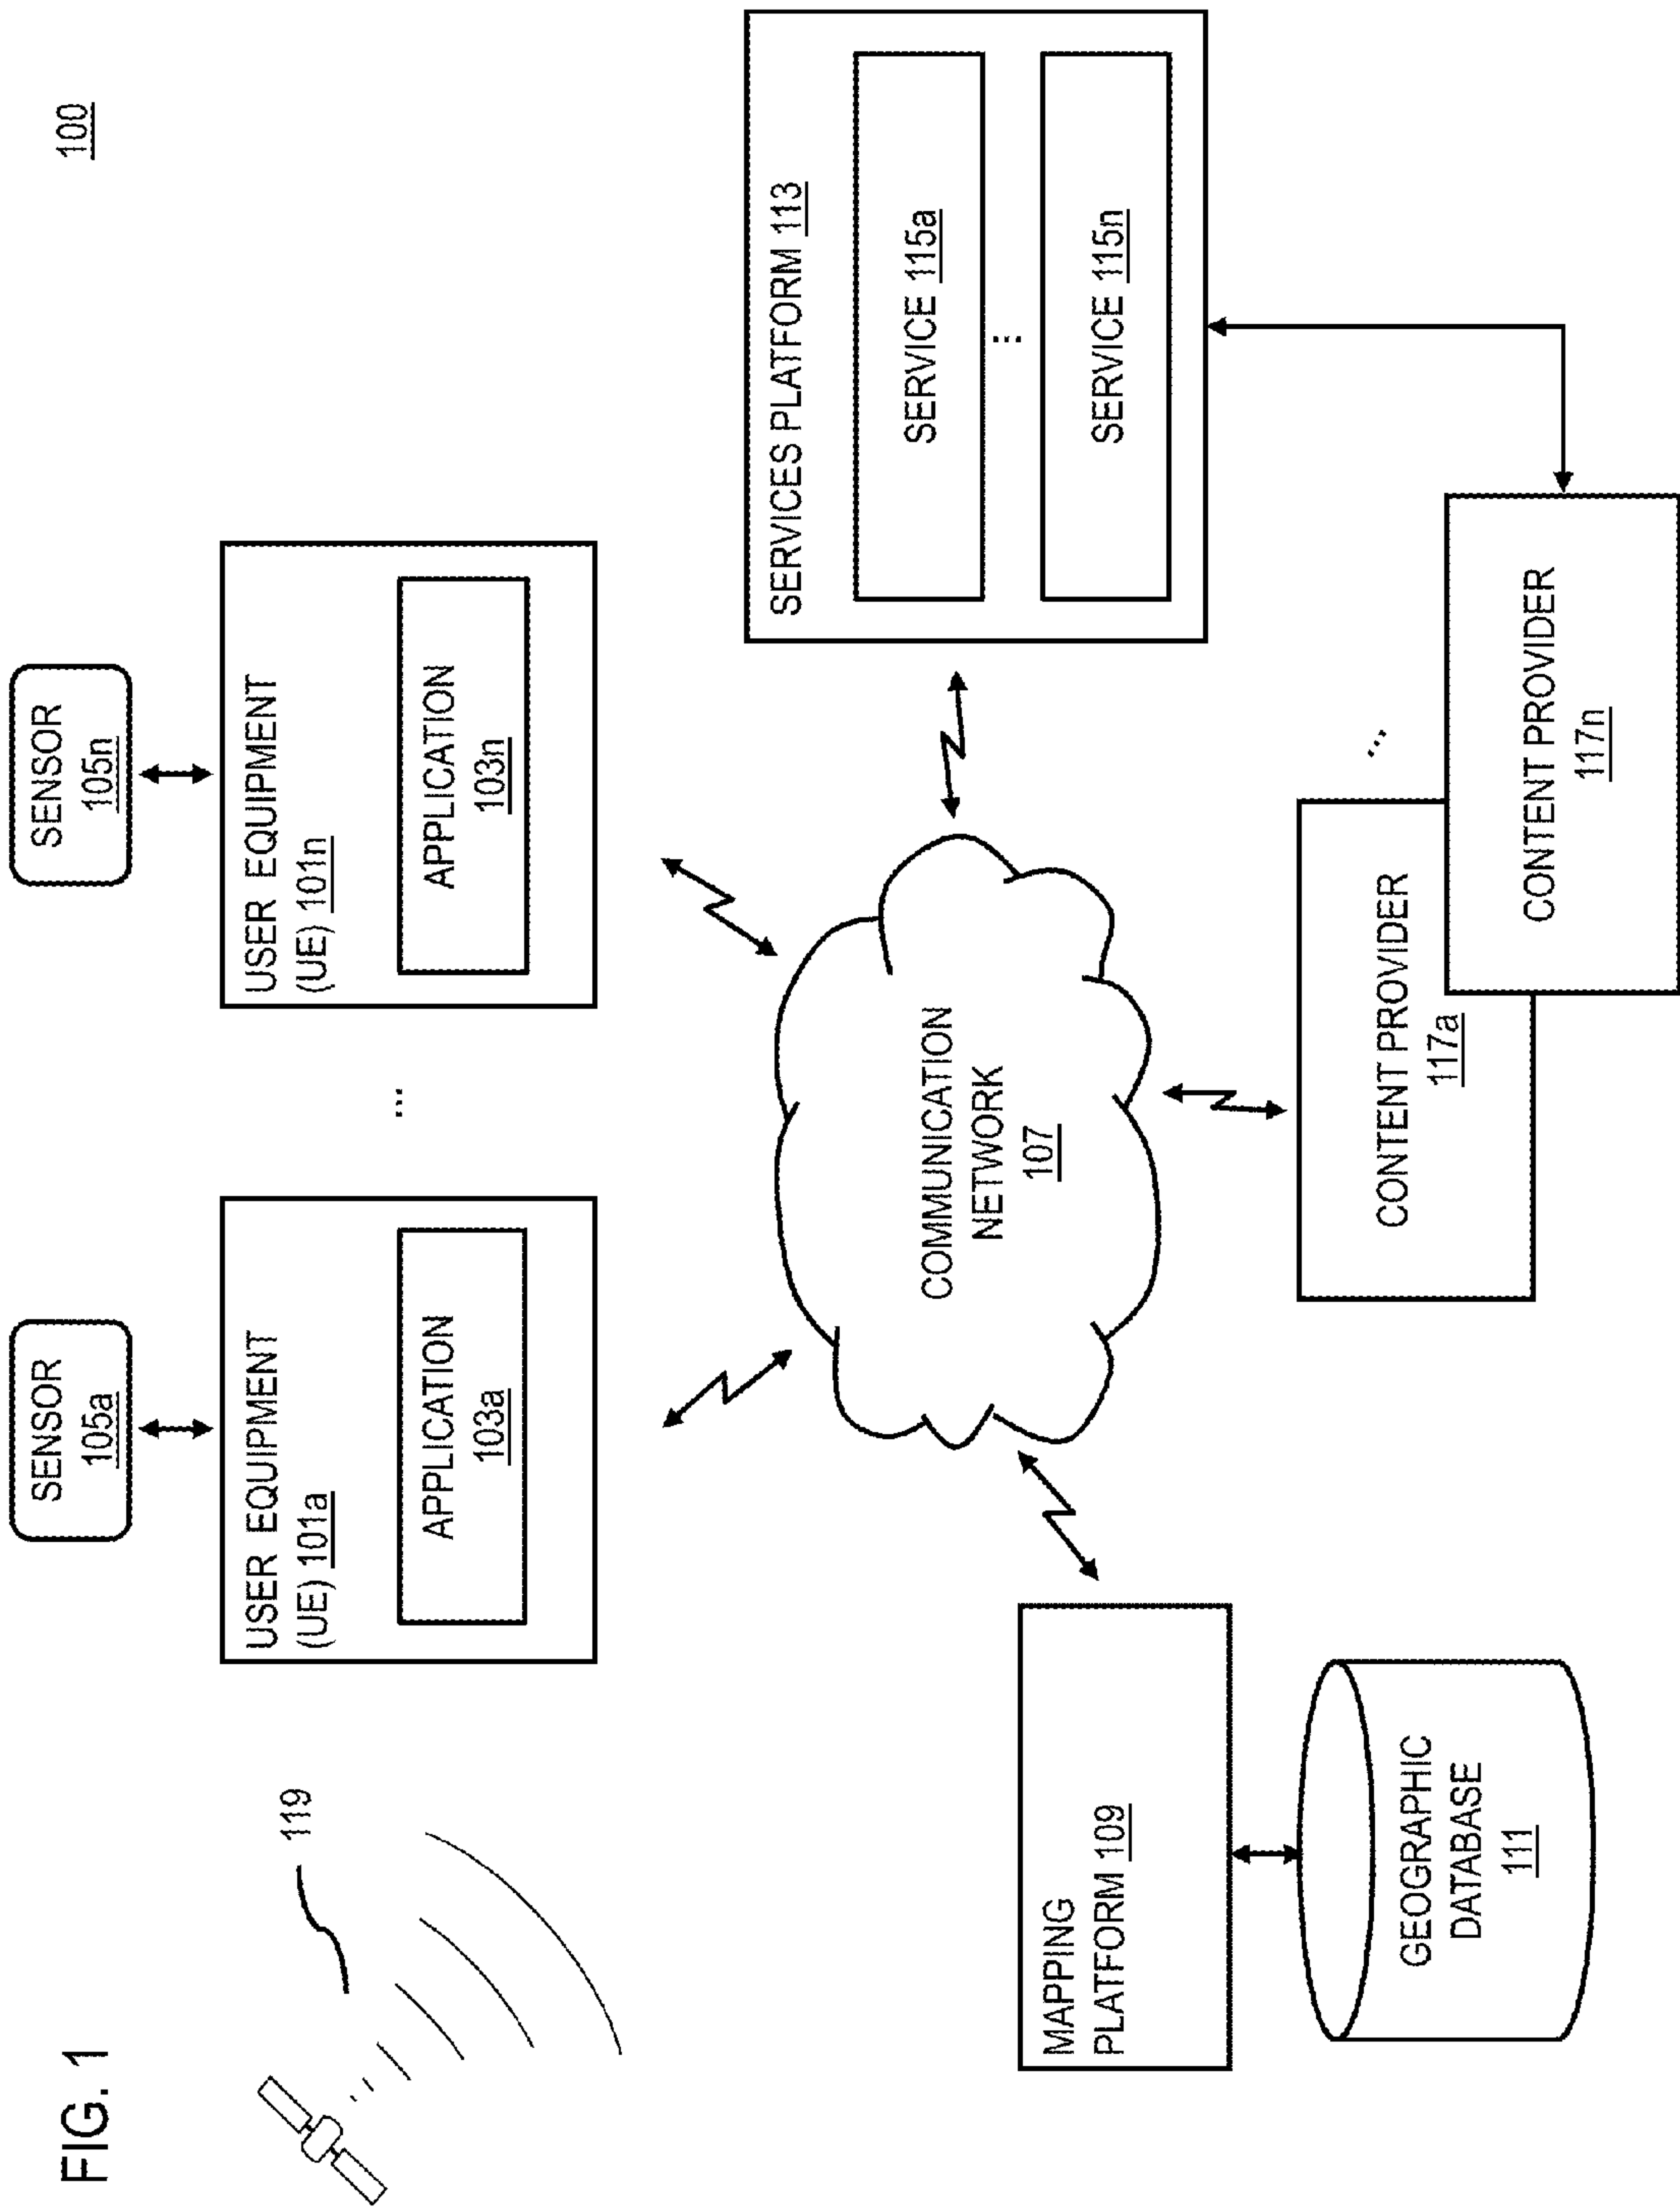 FIG. 1
100
119
SENSOR
105a
SENSOR
105n
USER EQUIPMENT
(UE) 101a
APPLICATION
103a
...
USER EQUIPMENT
(UE) 101n
APPLICATION
103n
COMMUNICATION
NETWORK
107
MAPPING
PLATFORM 109
GEOGRAPHIC
DATABASE
111
SERVICES PLATFORM 113
SERVICE 115a
...
SERVICE 115n
CONTENT PROVIDER
117a
...
CONTENT PROVIDER
117n